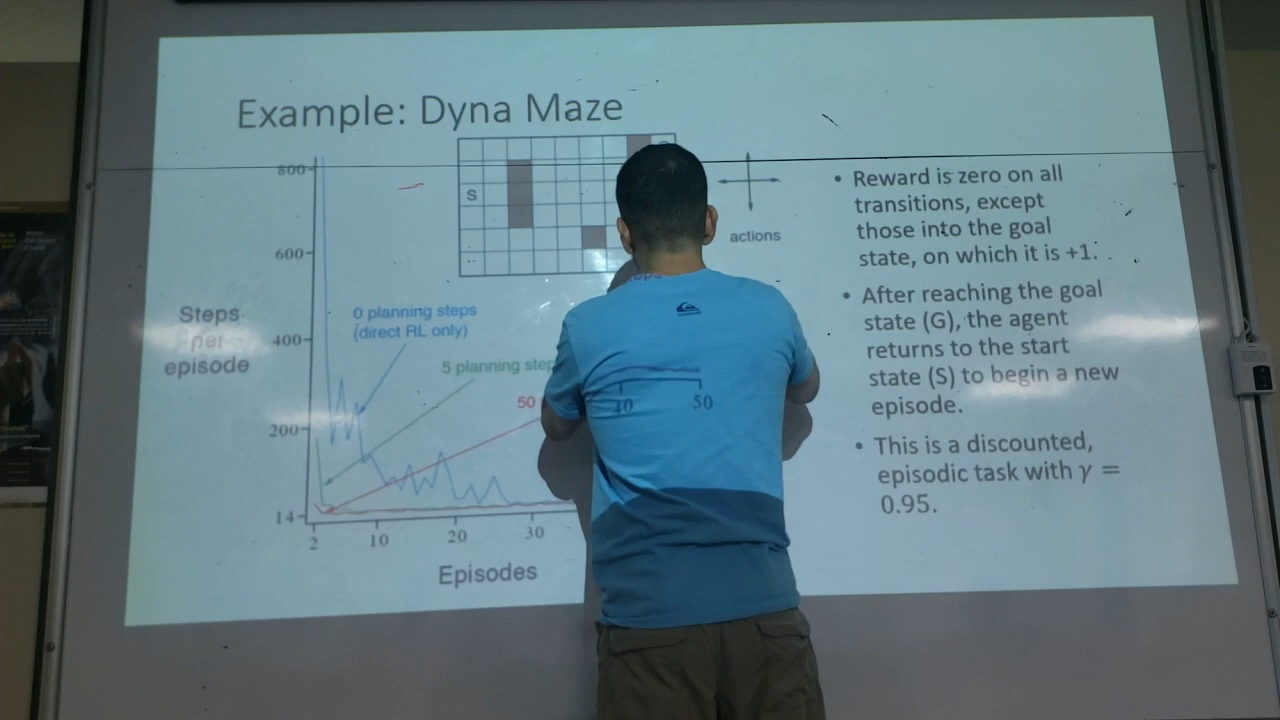 Example: Dyna Maze
S
actions
800
600
400
200
14
Steps
per
episode
0 planning steps
(direct RL only)
5 planning step
50
2
10
20
30
40
50
Episodes
• Reward is zero on all
transitions, except
those into the goal
state, on which it is +1.
• After reaching the goal
state (G), the agent
returns to the start
state (S) to begin a new
episode.
• This is a discounted,
episodic task with γ =
0.95.